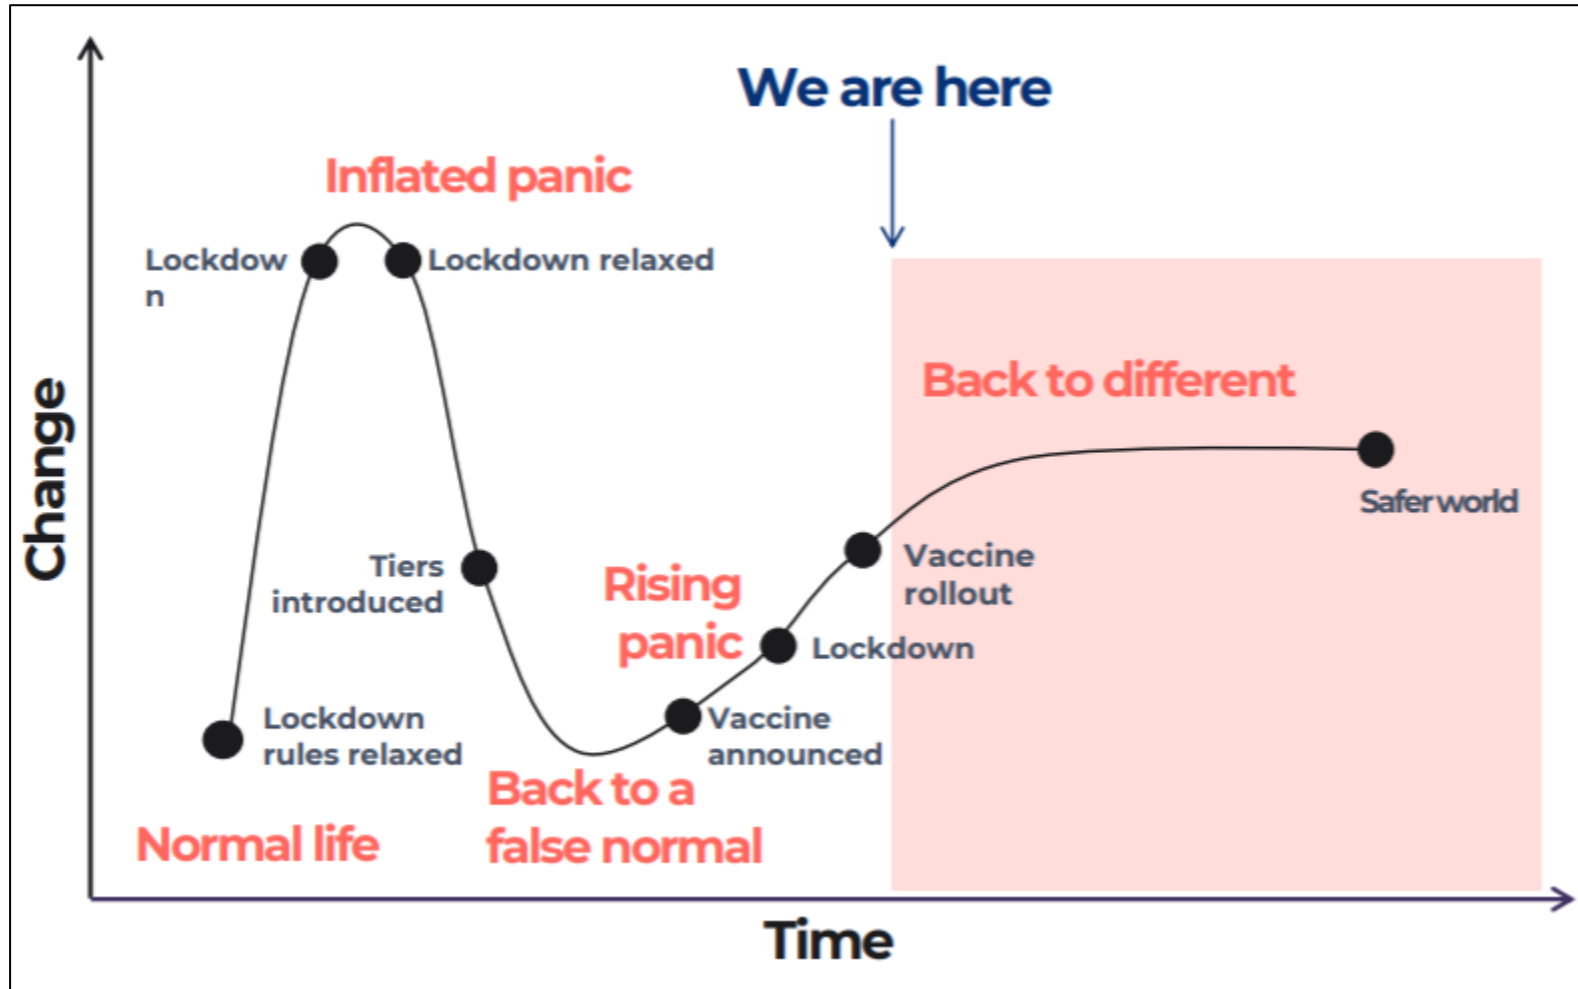 We are here
Inflated panic
Lockdow
n
Lockdown relaxed
Back to different
Safer world
Change
Tiers
introduced
Rising
panic
Vaccine
rollout
Lockdown
Lockdown
rules relaxed
Vaccine
announced
Back to a
false normal
Normal life
Time